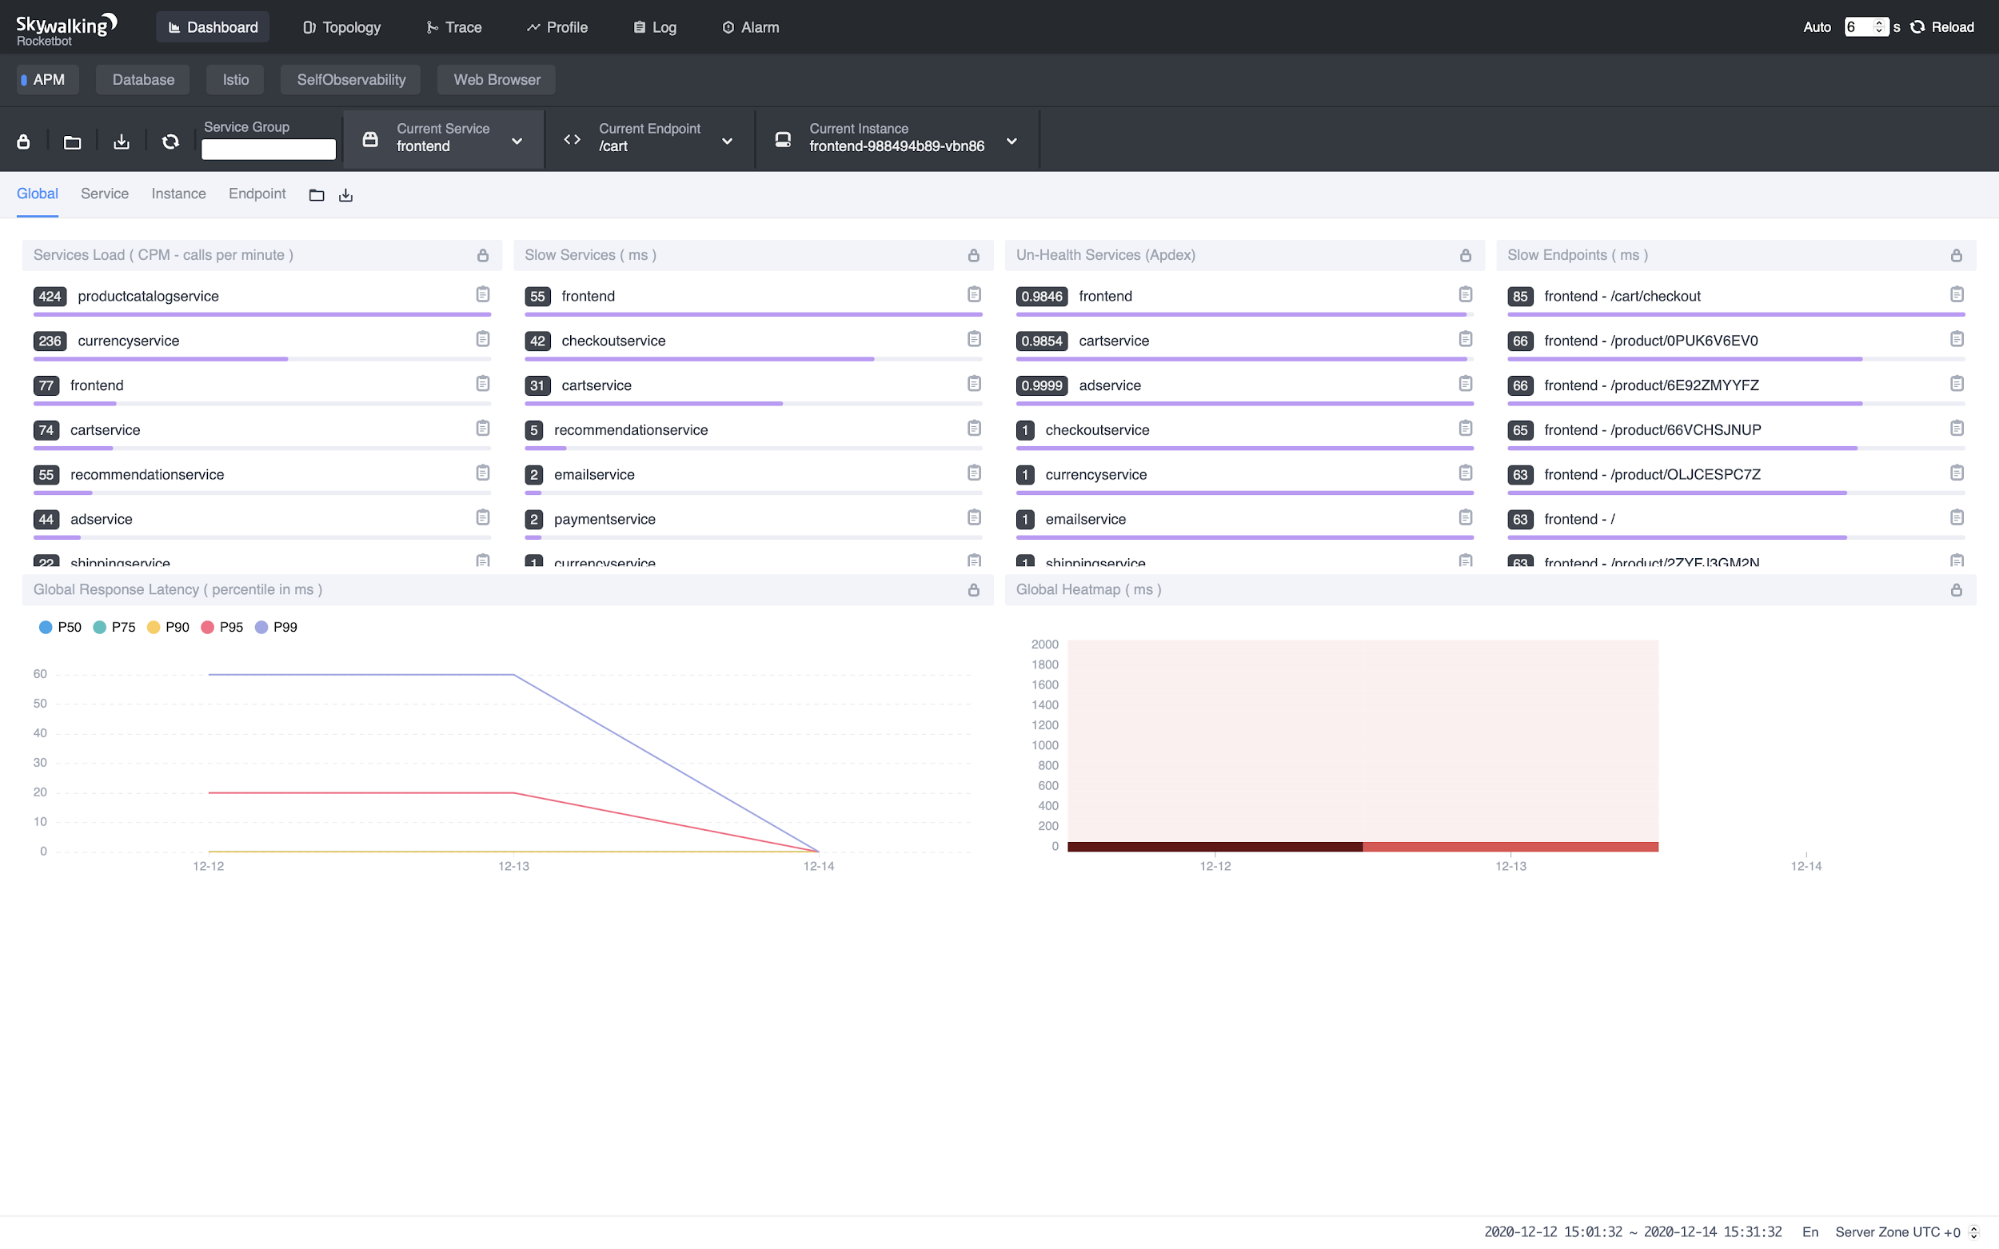 Skywalking
Rocketbot
Dashboard
Topology
Trace
Profile
Log
Alarm
Auto 6 s Reload
APM
Database
Istio
SelfObservability
Web Browser
Service Group
Current Service
frontend
Current Endpoint
/cart
Current Instance
frontend-988494b89-vbn86
Global
Service
Instance
Endpoint
Services Load ( CPM - calls per minute )
424 productcatalogservice
236 currencyservice
77 frontend
74 cartservice
55 recommendationservice
44 adservice
22 shippingservice
Slow Services ( ms )
55 frontend
42 checkoutservice
31 cartservice
5 recommendationservice
2 emailservice
2 paymentservice
1 currencyservice
Un-Health Services (Apdex)
0.9846 frontend
0.9854 cartservice
0.9999 adservice
1 checkoutservice
1 currencyservice
1 emailservice
1 shippingservice
Slow Endpoints ( ms )
85 frontend - /cart/checkout
66 frontend - /product/0PUK6V6EV0
66 frontend - /product/6E92ZMYYFZ
65 frontend - /product/66VCHSJNUP
63 frontend - /product/OLJCESPC7Z
63 frontend - /
63 frontend - /product/2ZYFJ3GM2N
Global Response Latency ( percentile in ms )
P50 P75 P90 P95 P99
60
50
40
30
20
10
0
12-12 12-13 12-14
Global Heatmap ( ms )
2000
1800
1600
1400
1200
1000
800
600
400
200
0
12-12 12-13 12-14
2020-12-12 15:01:32 ~ 2020-12-14 15:31:32 En Server Zone UTC +0